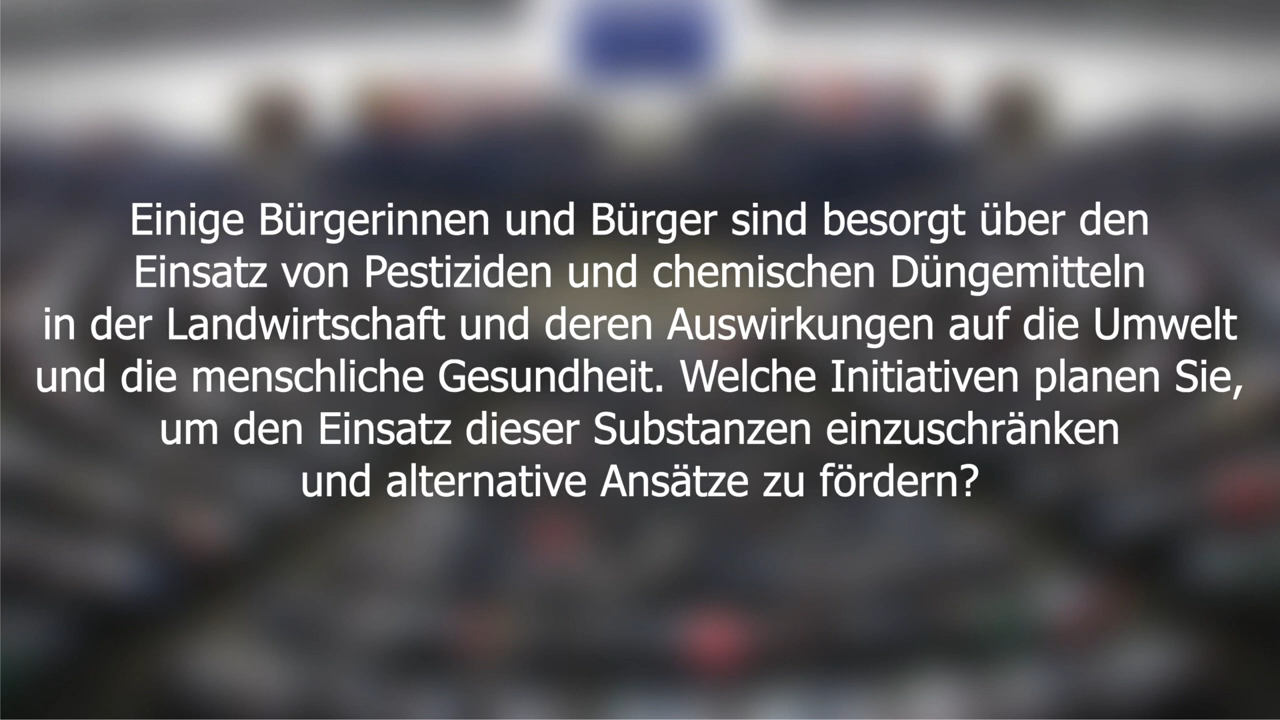 Einige Bürgerinnen und Bürger sind besorgt über den
Einsatz von Pestiziden und chemischen Düngemitteln
in der Landwirtschaft und deren Auswirkungen auf die Umwelt
und die menschliche Gesundheit. Welche Initiativen planen Sie,
um den Einsatz dieser Substanzen einzuschränken
und alternative Ansätze zu fördern?